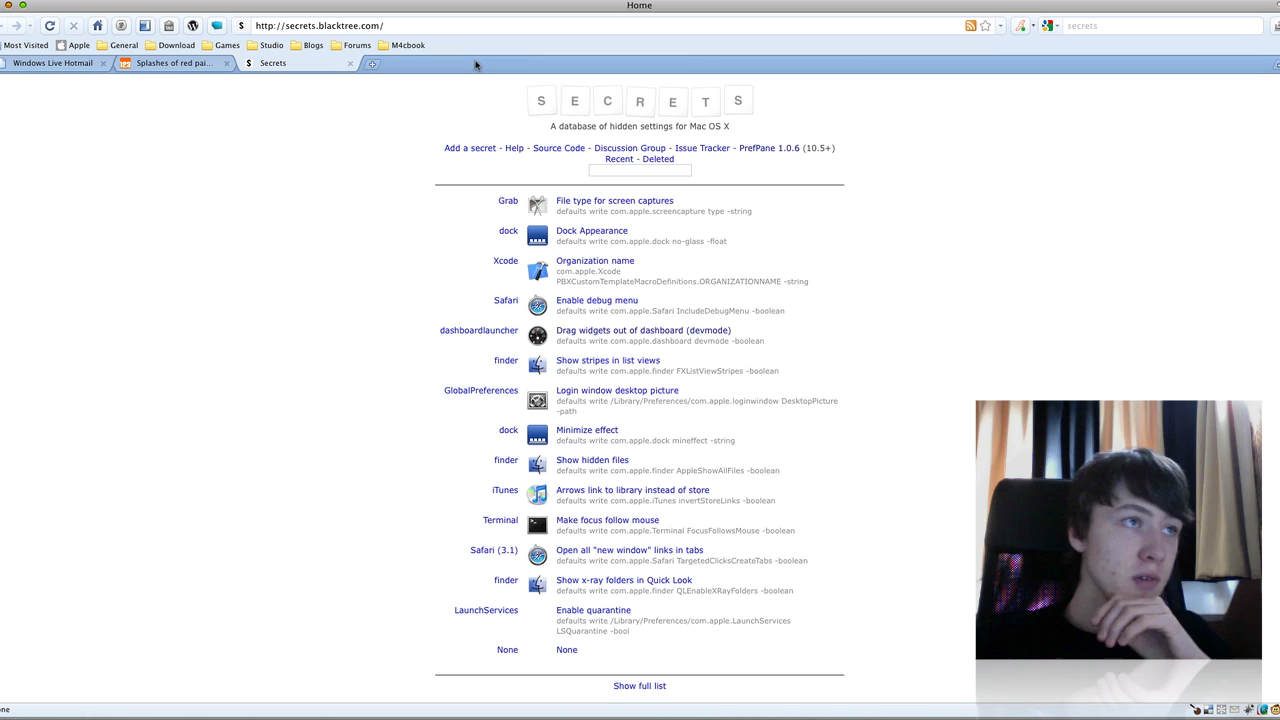 Home
http://secrets.blacktree.com/
secrets
Most Visited Apple General Download Games Studio Blogs Forums M4cbook
Windows Live Hotmail Splashes of red pai... Secrets
SECRETS
A database of hidden settings for Mac OS X
Add a secret - Help - Source Code - Discussion Group - Issue Tracker - PrefPane 1.0.6 (10.5+)
Recent - Deleted
Grab File type for screen captures
defaults write com.apple.screencapture type -string
dock Dock Appearance
defaults write com.apple.dock no-glass -float
Xcode Organization name
com.apple.Xcode
PBXCustomTemplateMacroDefinitions.ORGANIZATIONNAME -string
Safari Enable debug menu
defaults write com.apple.Safari IncludeDebugMenu -boolean
dashboardlauncher Drag widgets out of dashboard (devmode)
defaults write com.apple.dashboard devmode -boolean
finder Show stripes in list views
defaults write com.apple.finder FXListViewStripes -boolean
GlobalPreferences Login window desktop picture
defaults write /Library/Preferences/com.apple.loginwindow DesktopPicture
-path
dock Minimize effect
defaults write com.apple.dock mineffect -string
finder Show hidden files
defaults write com.apple.finder AppleShowAllFiles -boolean
iTunes Arrows link to library instead of store
defaults write com.apple.iTunes invertStoreLinks -boolean
Terminal Make focus follow mouse
defaults write com.apple.Terminal FocusFollowsMouse -boolean
Safari (3.1) Open all "new window" links in tabs
defaults write com.apple.Safari TargetedClicksCreateTabs -boolean
finder Show x-ray folders in Quick Look
defaults write com.apple.finder QLEnableXRayFolders -boolean
LaunchServices Enable quarantine
defaults write /Library/Preferences/com.apple.LaunchServices
LSQuarantine -bool
None None
Show full list
one